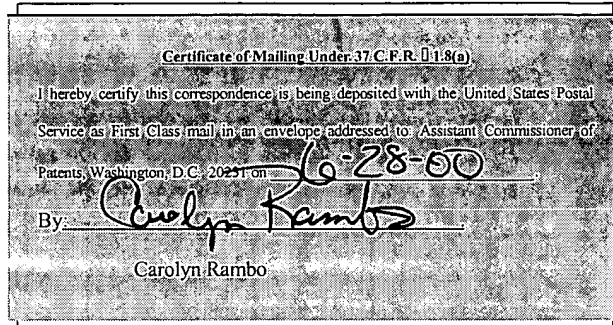 Certificate of Mailing Under 37 C.F.R. ▯ 1.8(a)
I hereby certify this correspondence is being deposited with the United States Postal
Service as First Class mail in an envelope addressed to: Assistant Commissioner of
Patents, Washington, D.C. 20231 on 6-28-00.
By: Carolyn Rambo
Carolyn Rambo